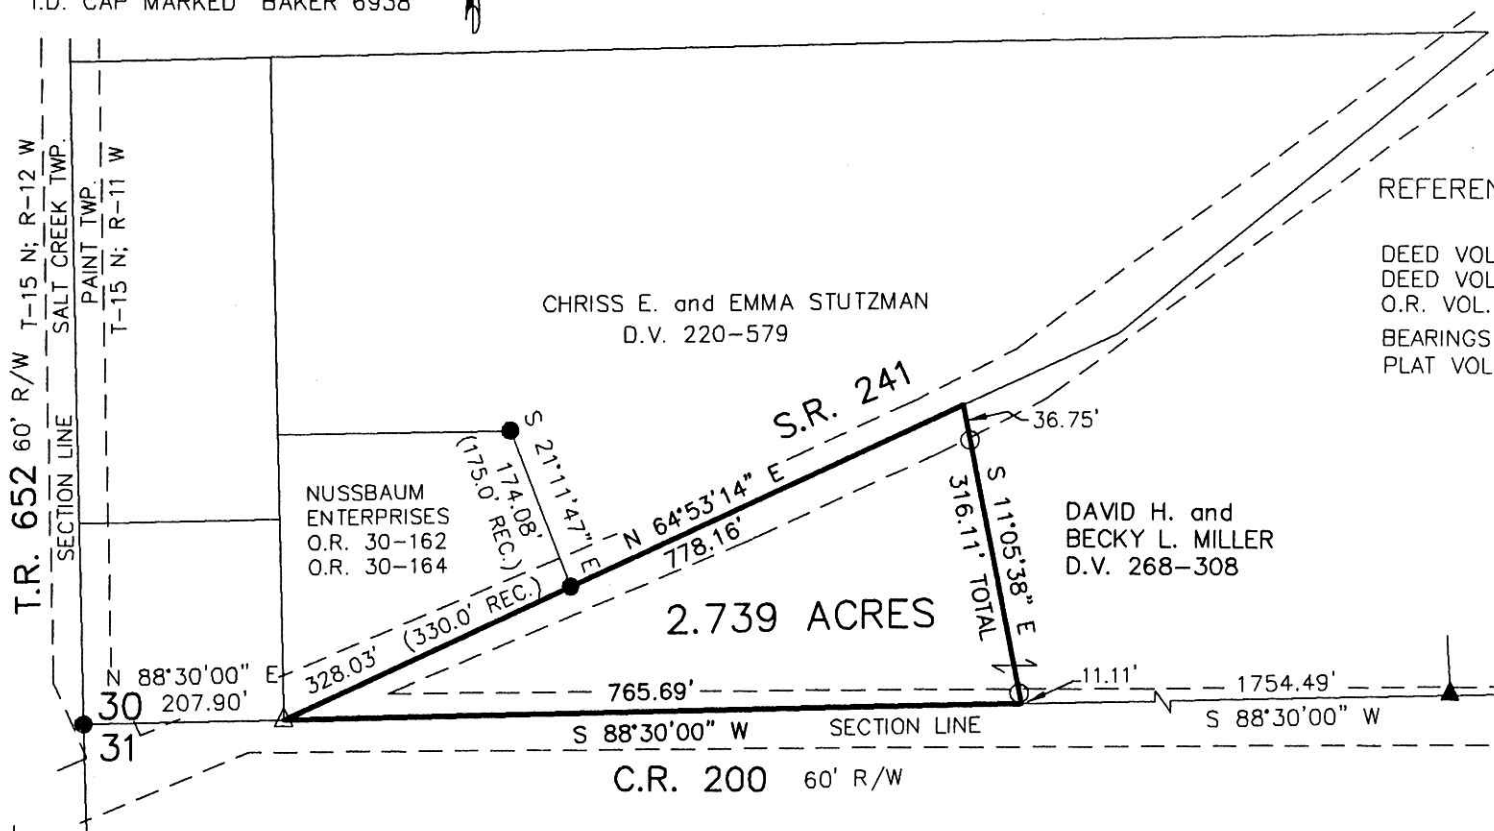 I.D. CAP MARKED BAKER 6938
T.R. 652 60' R/W
T-15 N; R-12 W
SALT CREEK TWP.
PAINT TWP.
T-15 N; R-11 W
SECTION LINE
REFEREN
DEED VOL
DEED VOL
O.R. VOL.
BEARINGS
PLAT VOL
CHRISS E. and EMMA STUTZMAN
D.V. 220-579
S.R. 241
36.75'
S 21°11'47" E
174.08'
(175.0' REC.)
NUSSBAUM
ENTERPRISES
O.R. 30-162
O.R. 30-164
N 64°53'14" E
778.16'
S 11°05'38" E
316.11' TOTAL
DAVID H. and
BECKY L. MILLER
D.V. 268-308
2.739 ACRES
328.03' (330.0' REC.)
N 88°30'00" E
207.90'
30
31
765.69'
11.11'
1754.49'
S 88°30'00" W
SECTION LINE
S 88°30'00" W
C.R. 200 60' R/W